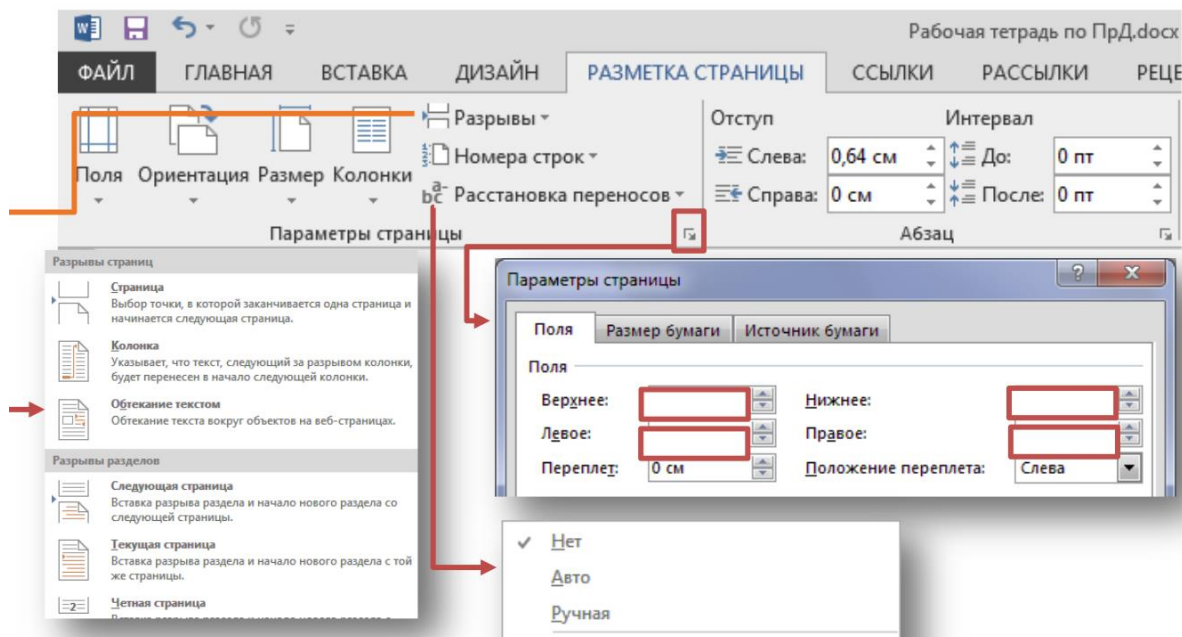 Рабочая тетрадь по ПрД.docx
ФАЙЛ ГЛАВНАЯ ВСТАВКА ДИЗАЙН РАЗМЕТКА СТРАНИЦЫ ССЫЛКИ РАССЫЛКИ РЕЦЕ
Поля
Ориентация
Размер
Колонки
Разрывы
Номера строк
Расстановка переносов
Параметры страницы
Отступ Интервал
Слева: 0,64 см До: 0 пт
Справа: 0 см После: 0 пт
Абзац
Разрывы страниц
Страница
Выбор точки, в которой заканчивается одна страница и
начинается следующая страница.
Колонка
Указывает, что текст, следующий за разрывом колонки,
будет перенесен в начало следующей колонки.
Обтекание текстом
Обтекание текста вокруг объектов на веб-страницах.
Разрывы разделов
Следующая страница
Вставка разрыва раздела и начало нового раздела со
следующей страницы.
Текущая страница
Вставка разрыва раздела и начало нового раздела с той
же страницы.
Четная страница
Параметры страницы
Поля Размер бумаги Источник бумаги
Поля
Верхнее: Нижнее:
Левое: Правое:
Переплет: 0 см Положение переплета: Слева
Нет
Авто
Ручная